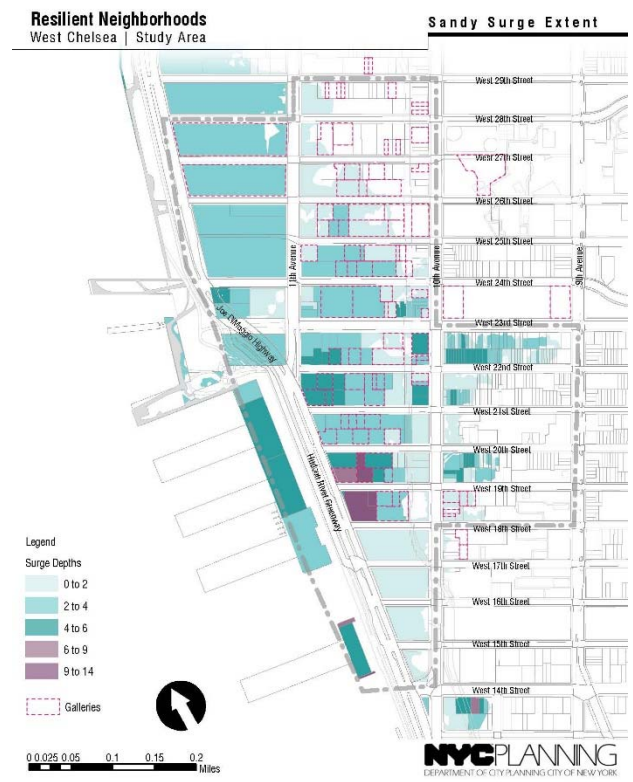 Resilient Neighborhoods
West Chelsea | Study Area
Sandy Surge Extent
West 29th Street
West 28th Street
West 27th Street
West 26th Street
West 25th Street
11th Avenue
10th Avenue
9th Avenue
West 24th Street
West 23rd Street
Joe DiMaggio Highway
West 22nd Street
West 21st Street
West 20th Street
Hudson River Greenway
West 19th Street
West 18th Street
West 17th Street
West 16th Street
West 15th Street
West 14th Street
Legend
Surge Depths
0 to 2
2 to 4
4 to 6
6 to 9
9 to 14
Galleries
0 0.025 0.05 0.1 0.15 0.2
Miles
NYCPLANNING
DEPARTMENT OF CITY PLANNING CITY OF NEW YORK